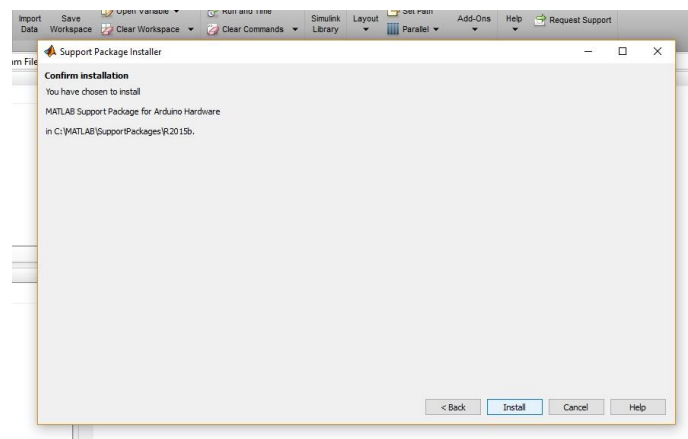 Open Variable Run and Time Set Path
Import Save Simulink Layout Add-Ons Help Request Support
Data Workspace Clear Workspace Clear Commands Library Parallel
am File
Support Package Installer
Confirm installation
You have chosen to install
MATLAB Support Package for Arduino Hardware
in C:\MATLAB\SupportPackages\R2015b.
< Back Install Cancel Help